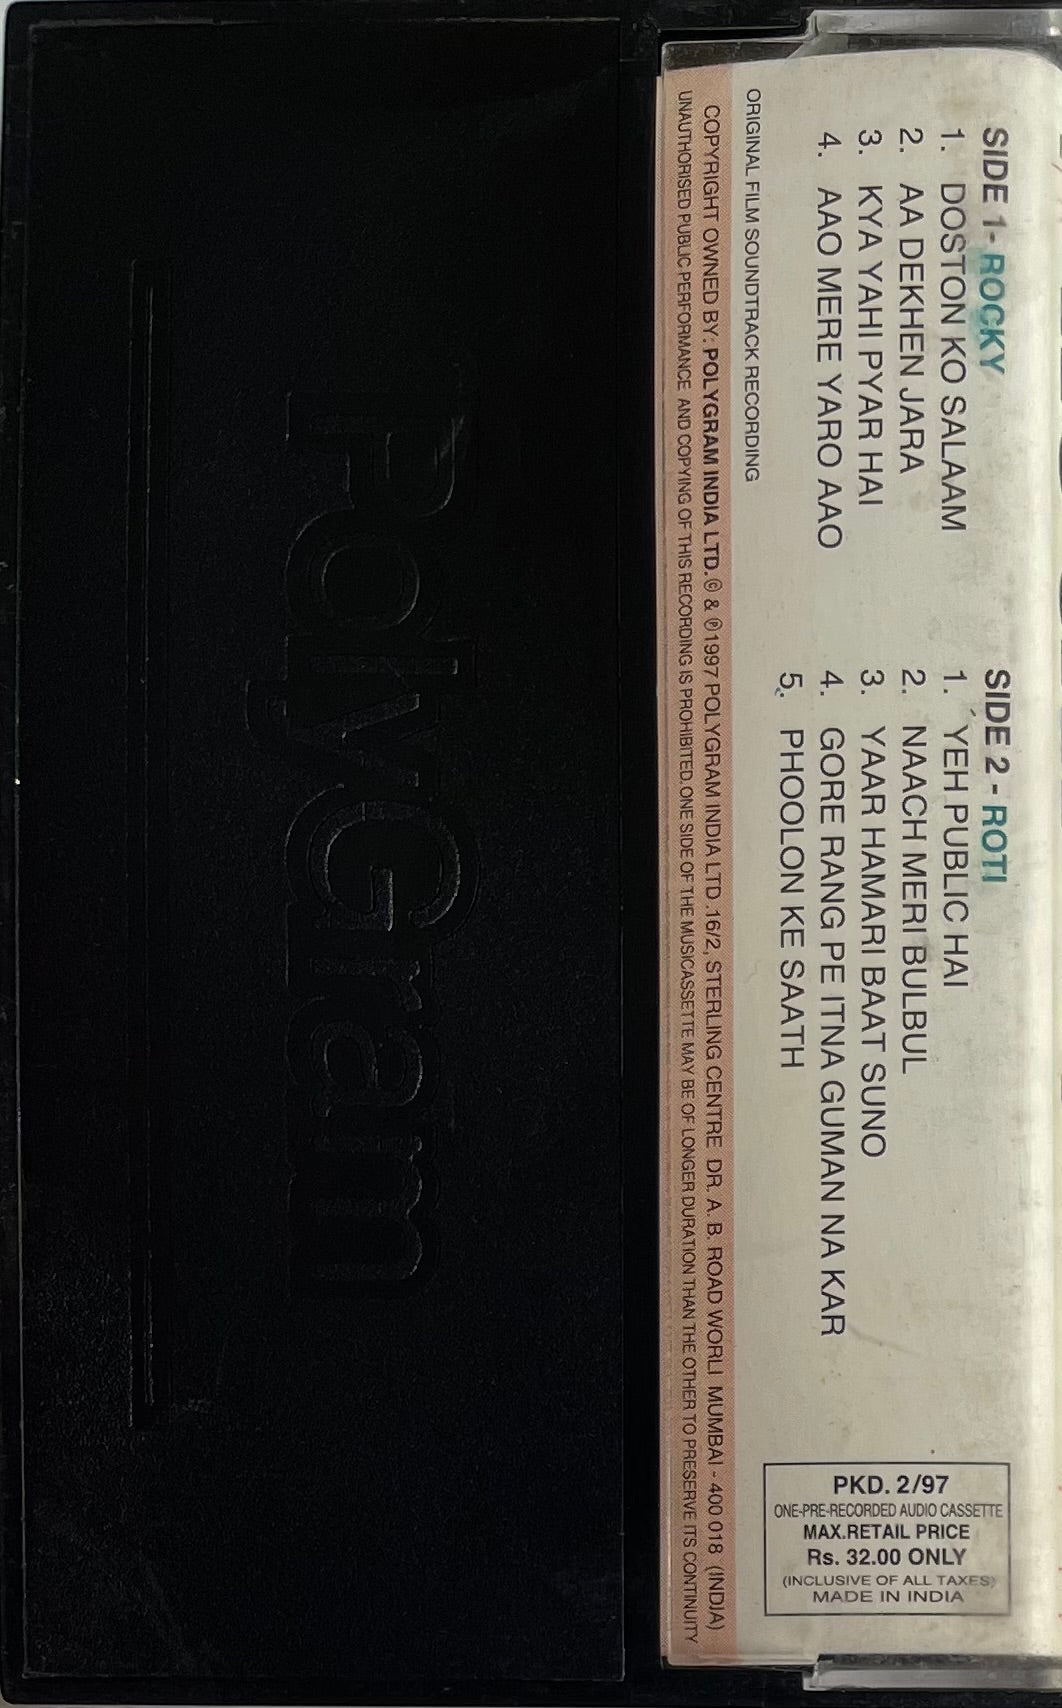 SIDE 1- ROCKY
1. DOSTON KO SALAAM
2. AA DEKHEN JARA
3. KYA YAHI PYAR HAI
4. AAO MERE YARO AAO
SIDE 2 - ROTI
1. YEH PUBLIC HAI
2. NAACH MERI BULBUL
3. YAAR HAMARI BAAT SUNO
4. GORE RANG PE ITNA GUMAN NA KAR
5. PHOOLON KE SAATH
ORIGINAL FILM SOUNDTRACK RECORDING
COPYRIGHT OWNED BY: POLYGRAM INDIA LTD. © & ℗ 1997 POLYGRAM INDIA LTD .16/2, STERLING CENTRE DR. A. B. ROAD WORLI MUMBAI - 400 018 (INDIA)
UNAUTHORISED PUBLIC PERFORMANCE AND COPYING OF THIS RECORDING IS PROHIBITED. ONE SIDE OF THE MUSICASSETTE MAY BE OF LONGER DURATION THAN THE OTHER TO PRESERVE ITS CONTINUITY
PKD. 2/97
ONE-PRE-RECORDED AUDIO CASSETTE
MAX.RETAIL PRICE
Rs. 32.00 ONLY
(INCLUSIVE OF ALL TAXES)
MADE IN INDIA
PolyGram